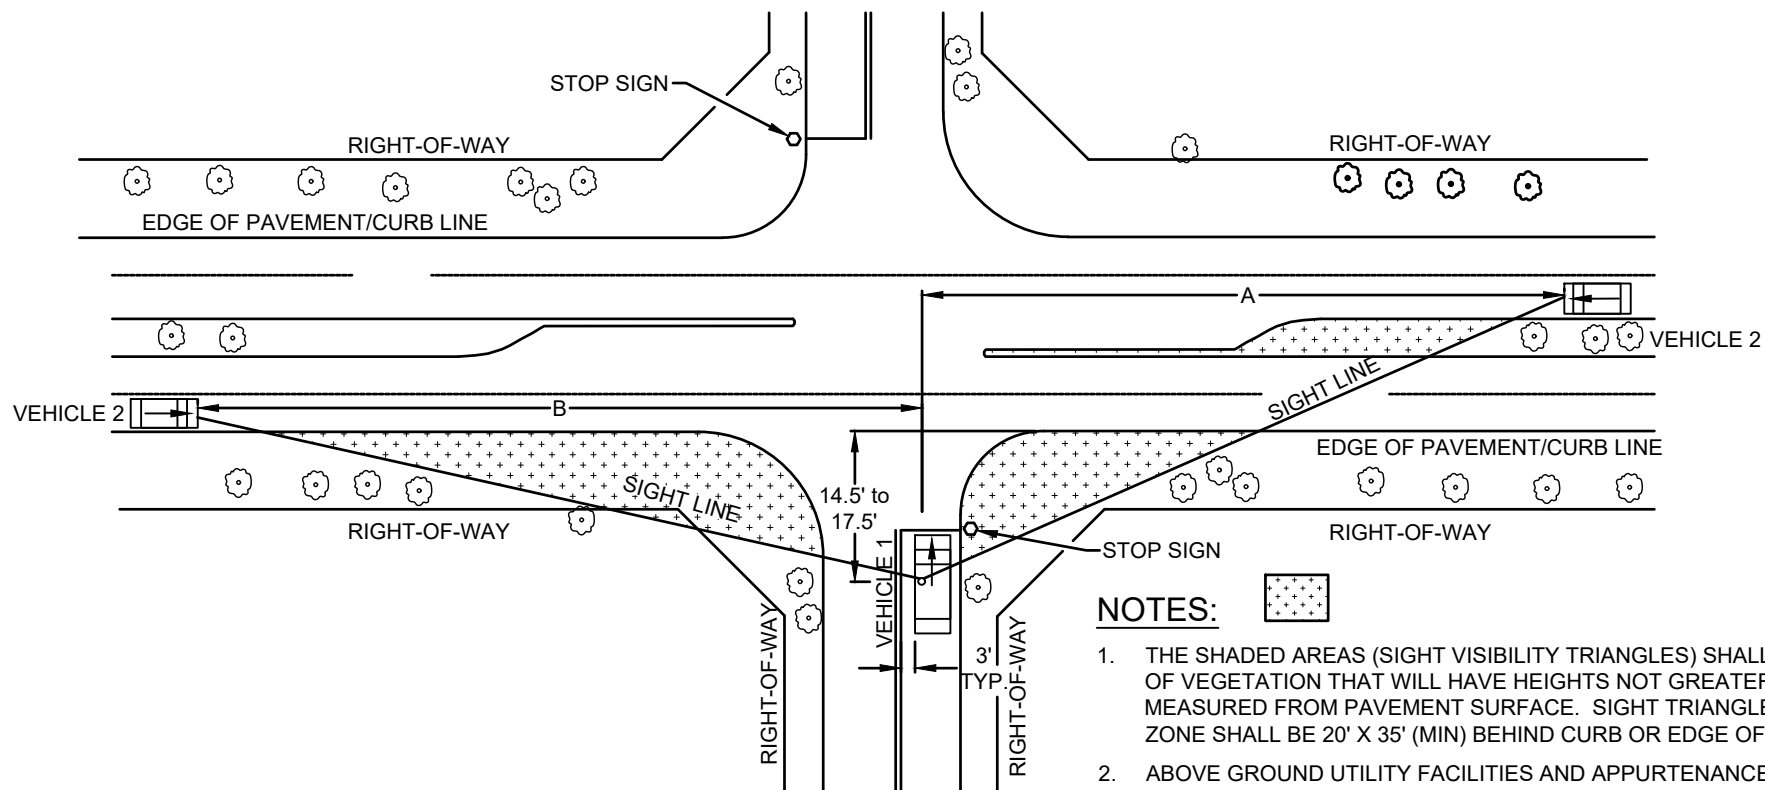 STOP SIGN
RIGHT-OF-WAY
RIGHT-OF-WAY
EDGE OF PAVEMENT/CURB LINE
A
VEHICLE 2
SIGHT LINE
VEHICLE 2
B
EDGE OF PAVEMENT/CURB LINE
14.5' to
17.5'
SIGHT LINE
RIGHT-OF-WAY
RIGHT-OF-WAY
STOP SIGN
VEHICLE 1
RIGHT-OF-WAY
3'
TYP.
RIGHT-OF-WAY
NOTES:
1. THE SHADED AREAS (SIGHT VISIBILITY TRIANGLES) SHALL
OF VEGETATION THAT WILL HAVE HEIGHTS NOT GREATER
MEASURED FROM PAVEMENT SURFACE. SIGHT TRIANGLE
ZONE SHALL BE 20' X 35' (MIN) BEHIND CURB OR EDGE OF
2. ABOVE GROUND UTILITY FACILITIES AND APPURTENANCE